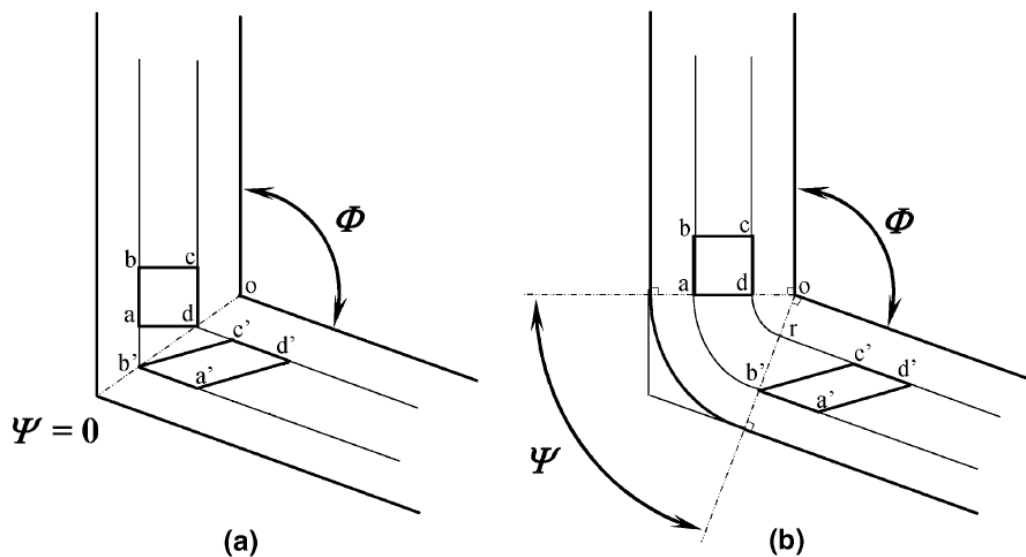 Φ
b c
a d o
c' d'
b' a'
Ψ = 0
(a)
Φ
b c
a d o
r
b' c' d'
a'
Ψ
(b)